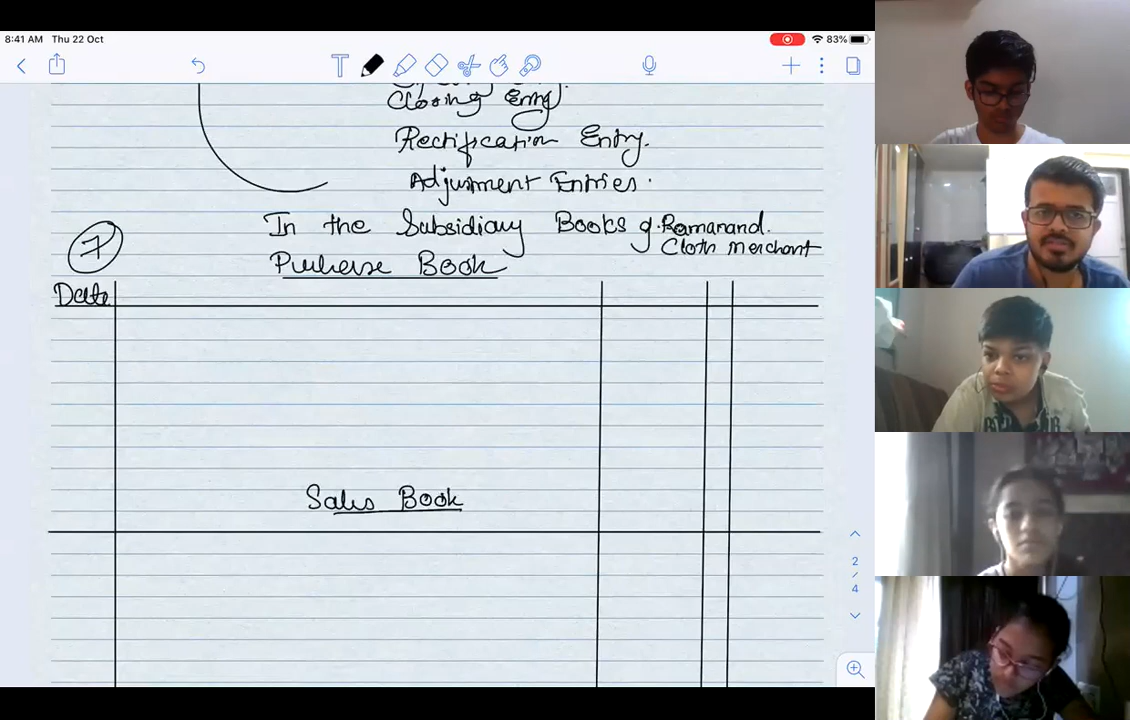 8:41 AM Thu 22 Oct
83%
T
Closing Entry.
Rectification Entry.
Adjustment Entries.
7
In the Subsidiary Books of Ramanand.
Cloth Merchant
Purchase Book
Date
Sales Book
2
/
4